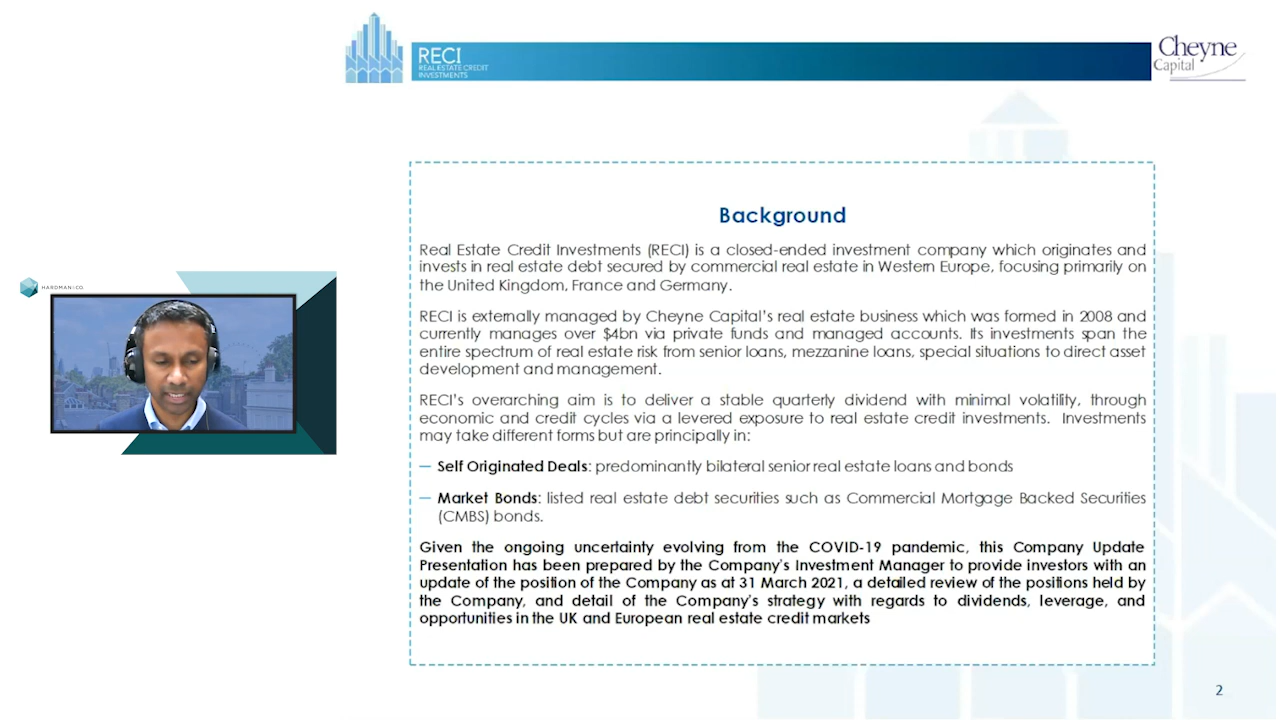 RECI
REAL ESTATE CREDIT
INVESTMENTS
Cheyne
Capital
HARDMAN&CO.
Background
Real Estate Credit Investments (RECI) is a closed-ended investment company which originates and
invests in real estate debt secured by commercial real estate in Western Europe, focusing primarily on
the United Kingdom, France and Germany.
RECI is externally managed by Cheyne Capital's real estate business which was formed in 2008 and
currently manages over $4bn via private funds and managed accounts. Its investments span the
entire spectrum of real estate risk from senior loans, mezzanine loans, special situations to direct asset
development and management.
RECI's overarching aim is to deliver a stable quarterly dividend with minimal volatility, through
economic and credit cycles via a levered exposure to real estate credit investments. Investments
may take different forms but are principally in:
– Self Originated Deals: predominantly bilateral senior real estate loans and bonds
– Market Bonds: listed real estate debt securities such as Commercial Mortgage Backed Securities
(CMBS) bonds.
Given the ongoing uncertainty evolving from the COVID-19 pandemic, this Company Update
Presentation has been prepared by the Company's Investment Manager to provide investors with an
update of the position of the Company as at 31 March 2021, a detailed review of the positions held by
the Company, and detail of the Company's strategy with regards to dividends, leverage, and
opportunities in the UK and European real estate credit markets
2